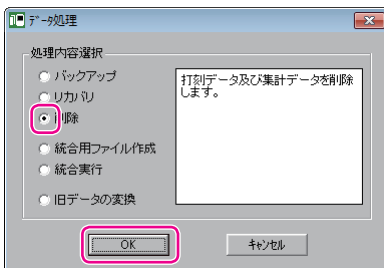 データ処理
処理内容選択
バックアップ
リカバリ
削除
統合用ファイル作成
統合実行
旧データの変換
打刻データ及び集計データを削除
します。
OK
キャンセル